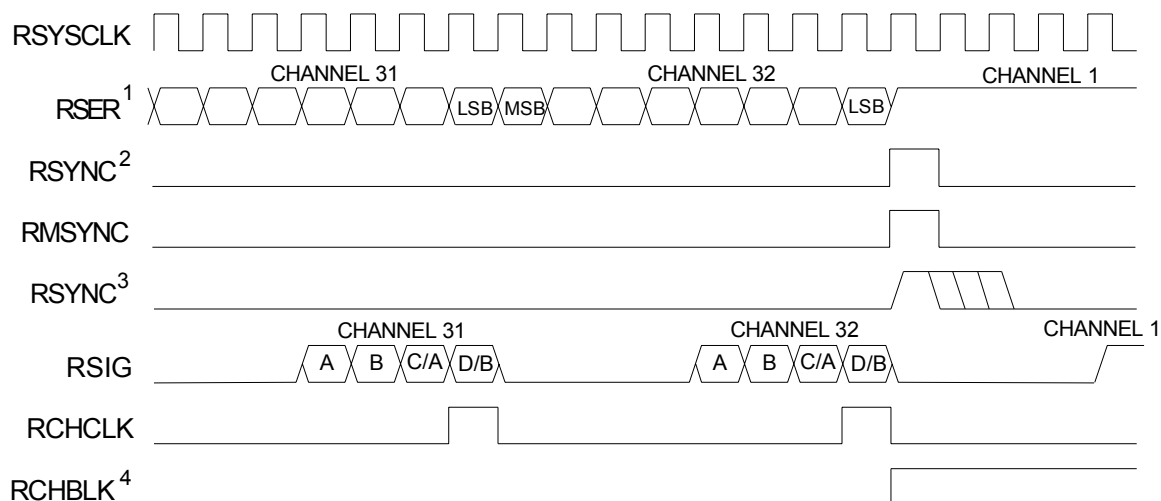 RSYSCLK
CHANNEL 31 CHANNEL 32 CHANNEL 1
RSER1 LSB MSB LSB
RSYNC2
RMSYNC
RSYNC3
CHANNEL 31 CHANNEL 32 CHANNEL 1
RSIG A B C/A D/B A B C/A D/B
RCHCLK
RCHBLK4